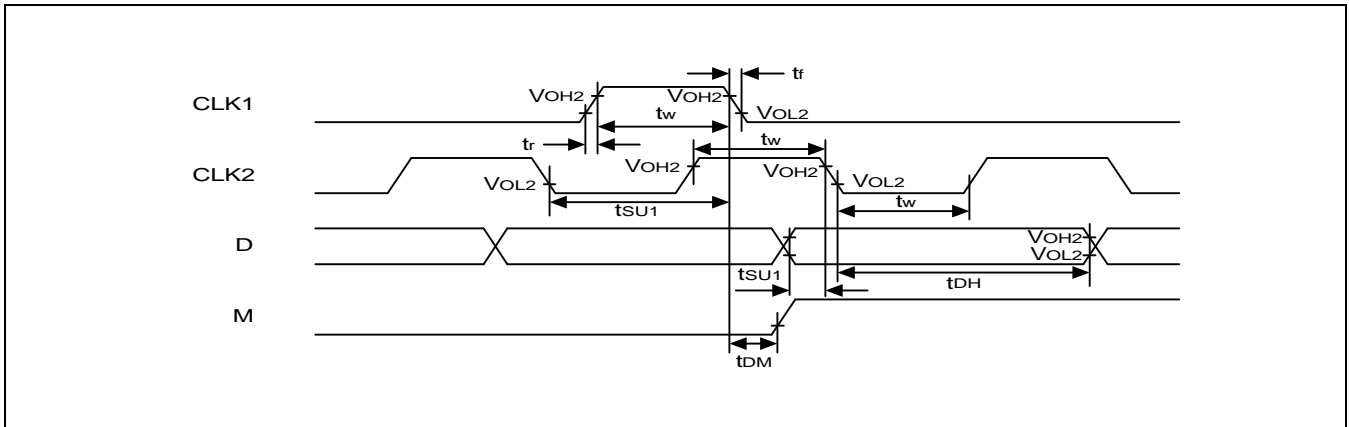 tf
CLK1
VOH2
VOH2
VOL2
tw
tr
tw
CLK2
VOH2
VOH2
VOL2
VOL2
tw
tSU1
D
VOH2
VOL2
tSU1
tDH
M
tDM